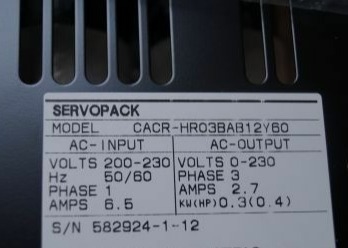 SERVOPACK
MODEL CACR-HR03BAB12Y60
AC-INPUT AC-OUTPUT
VOLTS 200-230 VOLTS 0-230
Hz 50/60 PHASE 3
PHASE 1 AMPS 2.7
AMPS 6.5 KW(HP) 0.3(0.4)
S/N 582924-1-12